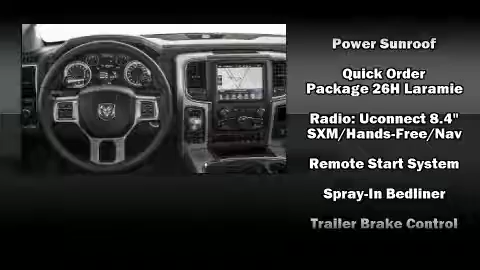 Power Sunroof
Quick Order
Package 26H Laramie
Radio: Uconnect 8.4"
SXM/Hands-Free/Nav
Remote Start System
Spray-In Bedliner
Trailer Brake Control